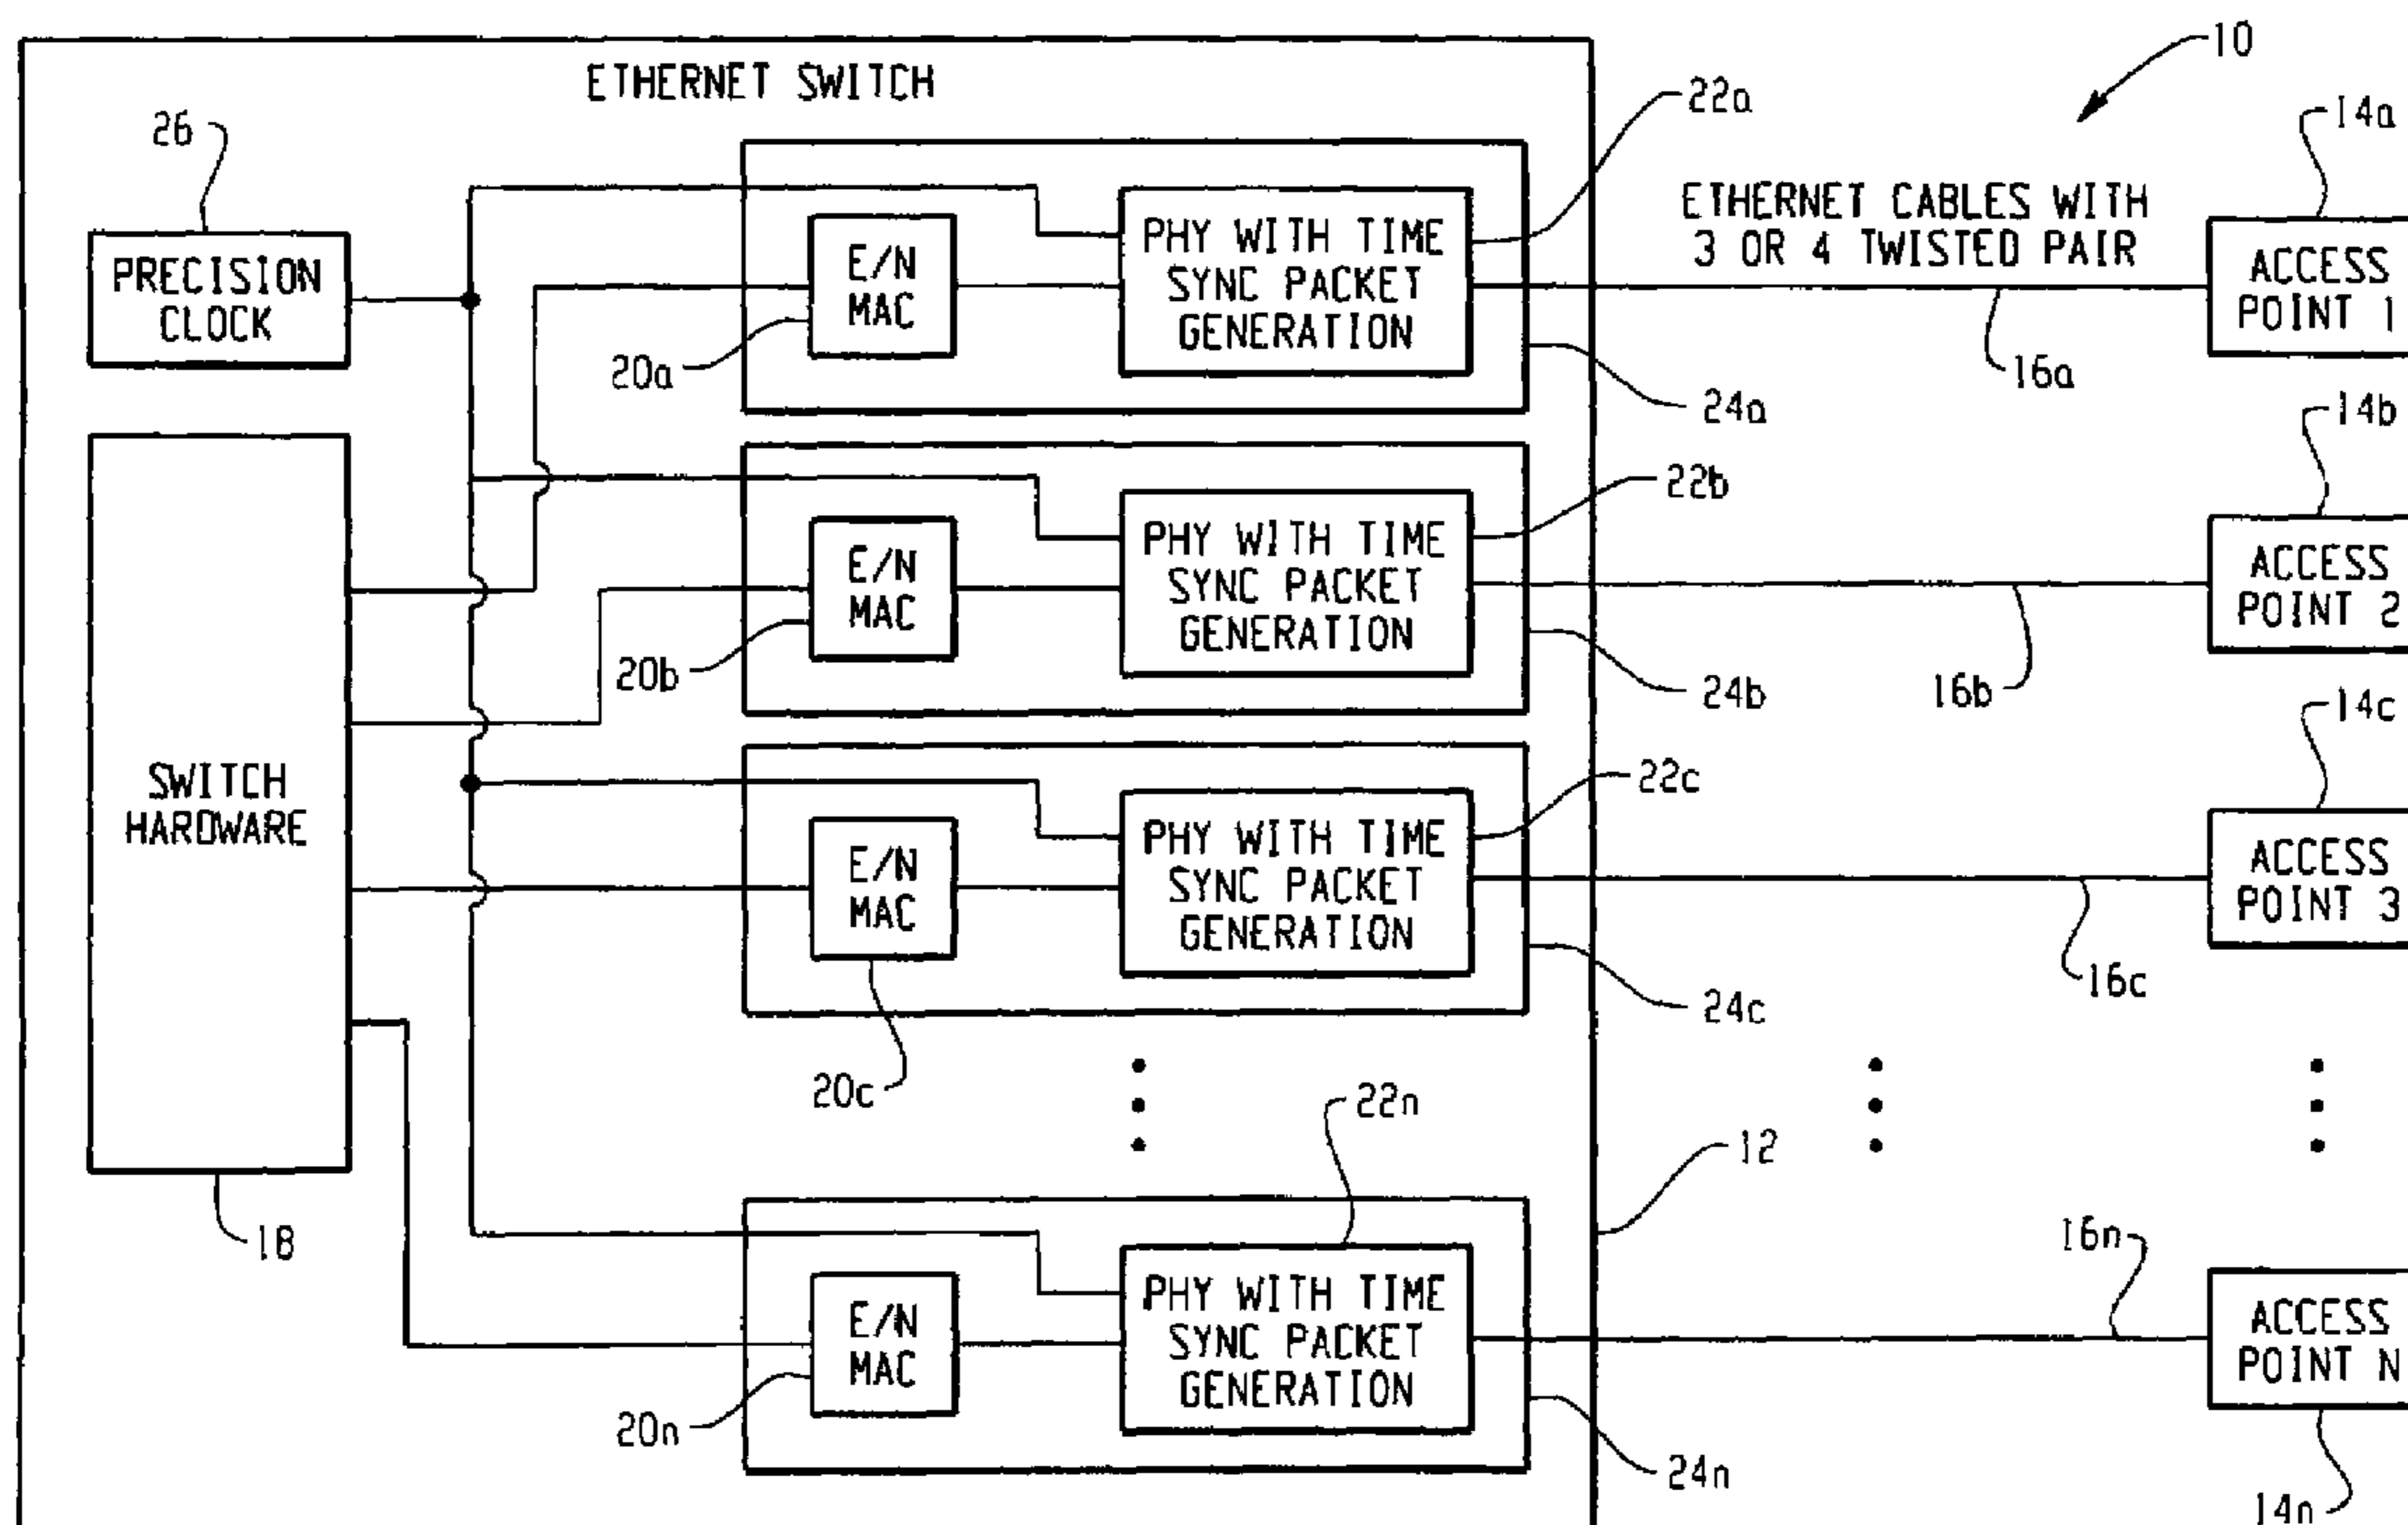 10
ETHERNET SWITCH
22a
14a
26
ETHERNET CABLES WITH
3 OR 4 TWISTED PAIR
PRECISION
CLOCK
E/N
MAC
PHY WITH TIME
SYNC PACKET
GENERATION
ACCESS
POINT 1
20a
16a
24a
14b
22b
E/N
MAC
PHY WITH TIME
SYNC PACKET
GENERATION
ACCESS
POINT 2
20b
16b
24b
14c
22c
SWITCH
HARDWARE
E/N
MAC
PHY WITH TIME
SYNC PACKET
GENERATION
ACCESS
POINT 3
16c
24c
20c
22n
12
18
16n
E/N
MAC
PHY WITH TIME
SYNC PACKET
GENERATION
ACCESS
POINT N
20n
24n
14n